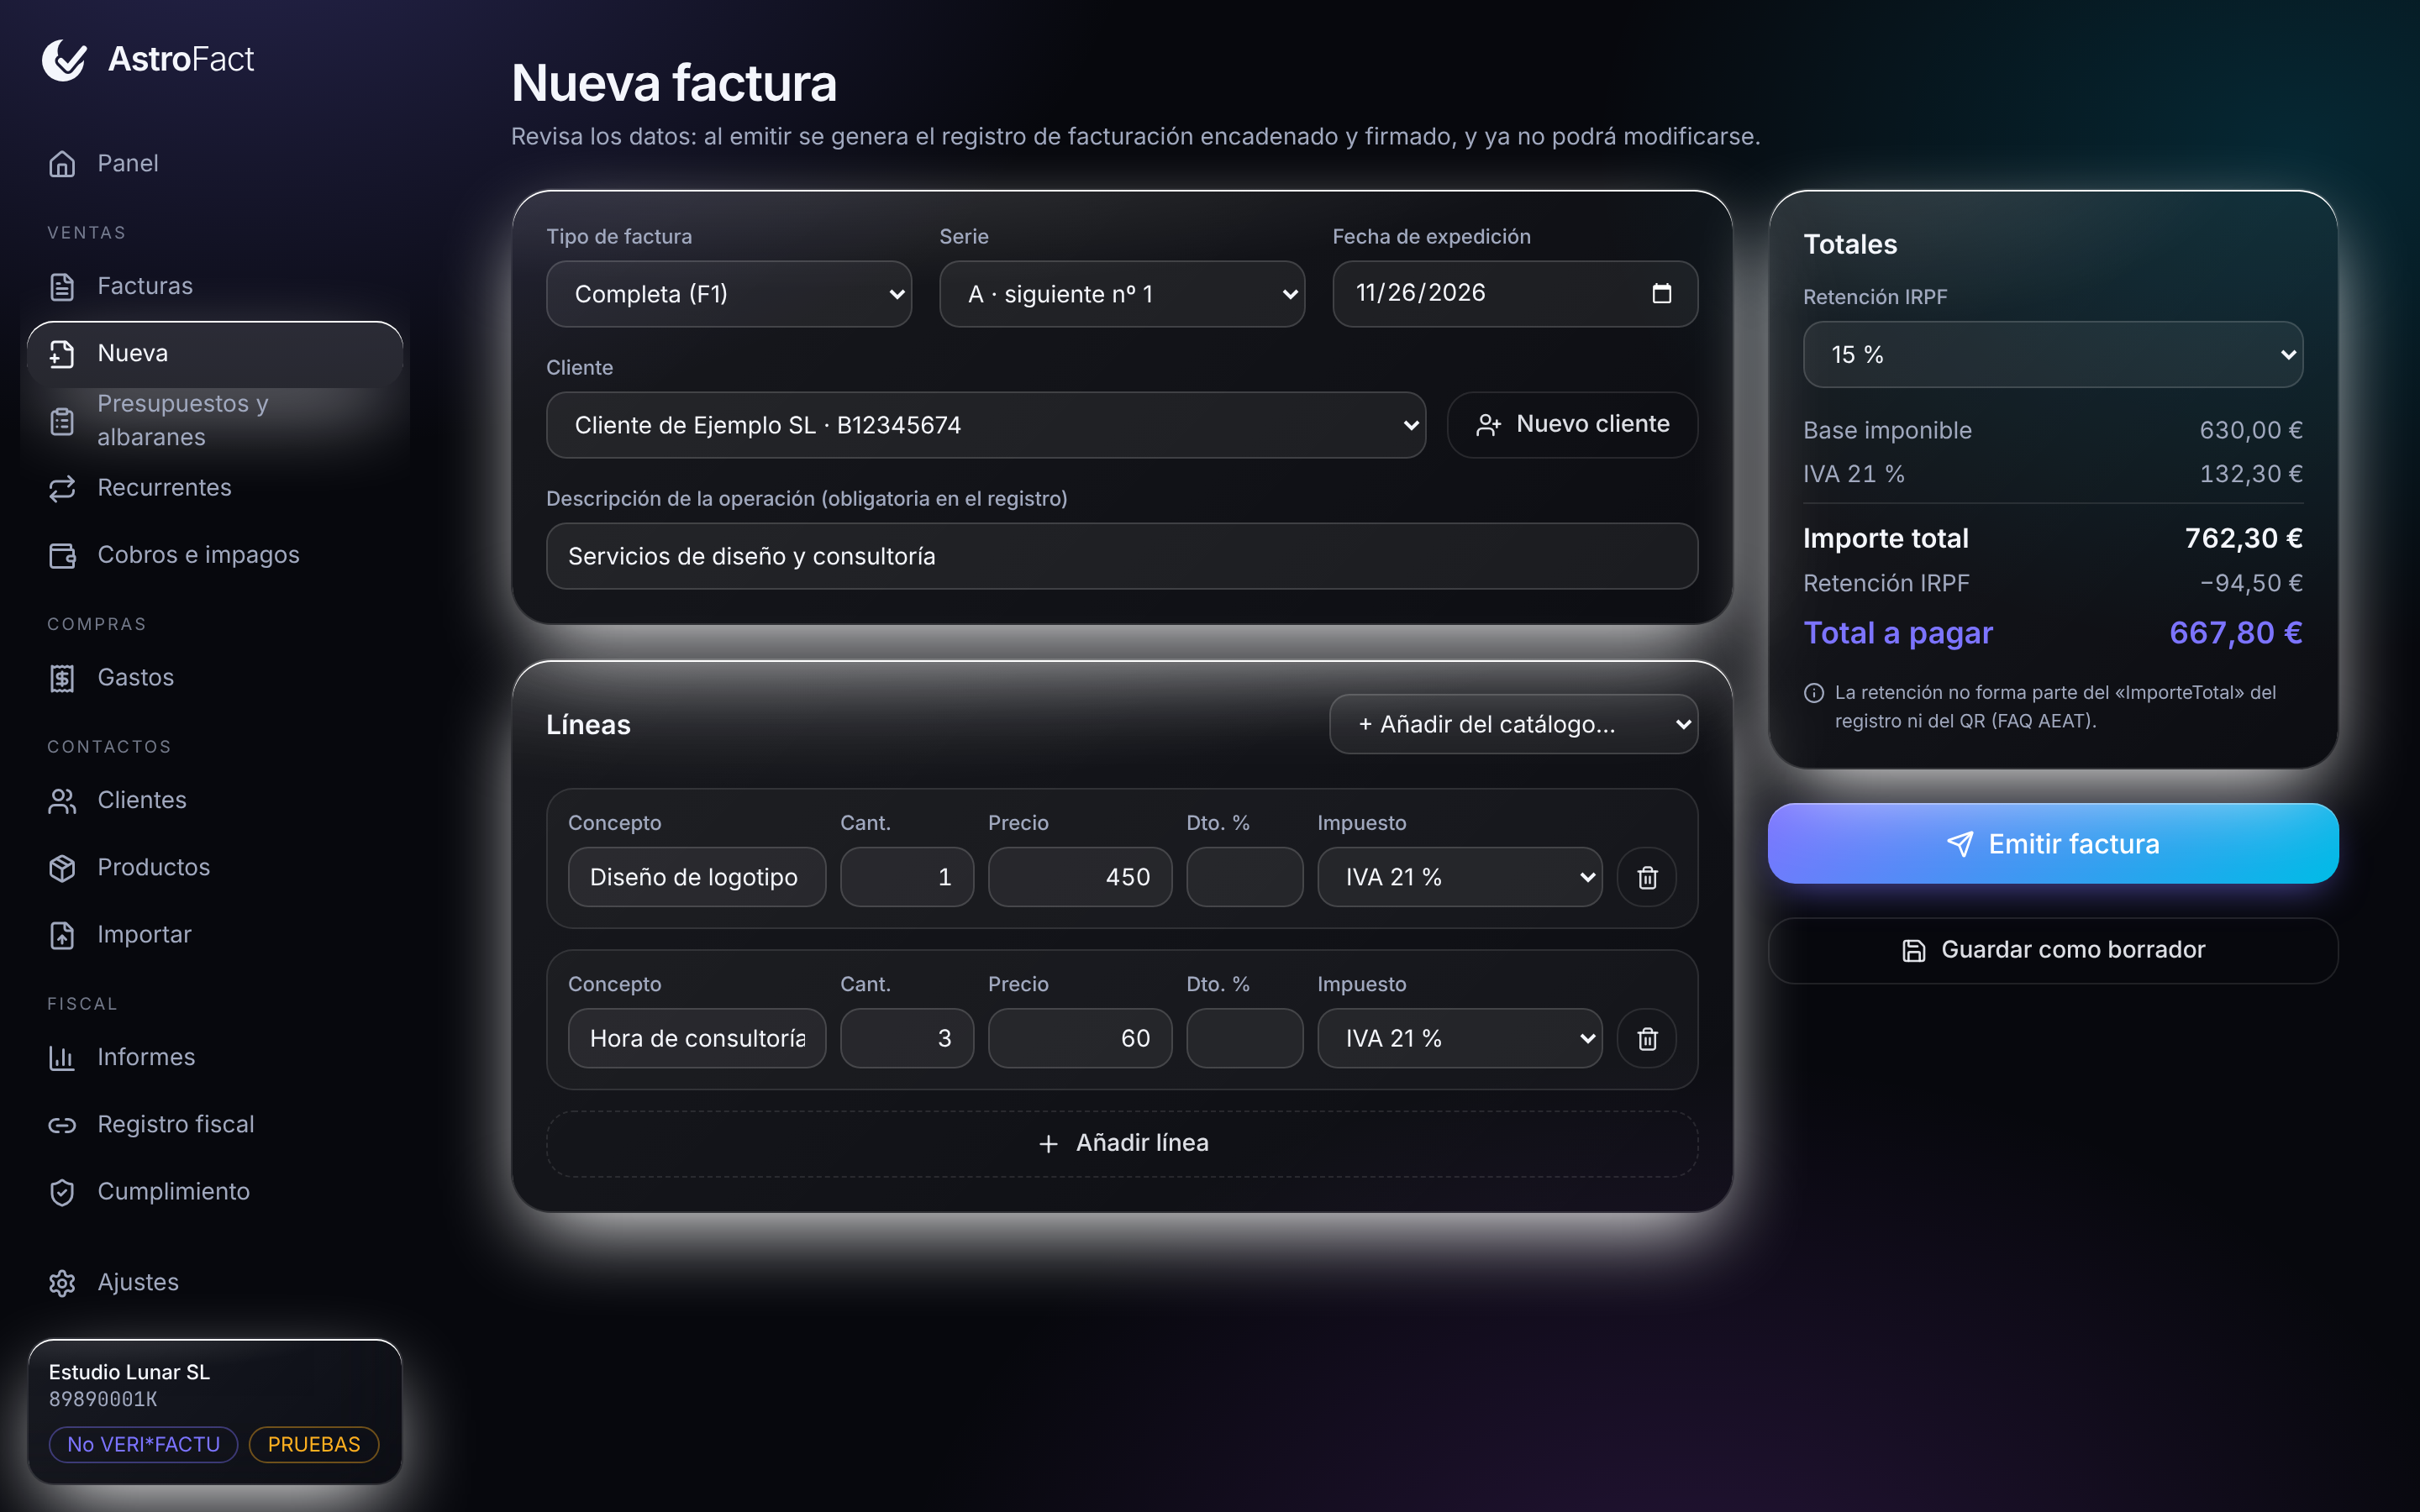 AstroFact
Panel
VENTAS
Facturas
Nueva
Presupuestos y
albaranes
Recurrentes
Cobros e impagos
COMPRAS
Gastos
CONTACTOS
Clientes
Productos
Importar
FISCAL
Informes
Registro fiscal
Cumplimiento
Ajustes
Estudio Lunar SL
89890001K
No VERI*FACTU PRUEBAS
Nueva factura
Revisa los datos: al emitir se genera el registro de facturación encadenado y firmado, y ya no podrá modificarse.
Tipo de factura Serie Fecha de expedición
Completa (F1) A · siguiente nº 1 11/26/2026
Cliente
Cliente de Ejemplo SL · B12345674 Nuevo cliente
Descripción de la operación (obligatoria en el registro)
Servicios de diseño y consultoría
Líneas + Añadir del catálogo...
Concepto Cant. Precio Dto. % Impuesto
Diseño de logotipo 1 450 IVA 21 %
Concepto Cant. Precio Dto. % Impuesto
Hora de consultoría 3 60 IVA 21 %
+ Añadir línea
Totales
Retención IRPF
15 %
Base imponible 630,00 €
IVA 21 % 132,30 €
Importe total 762,30 €
Retención IRPF −94,50 €
Total a pagar 667,80 €
La retención no forma parte del «ImporteTotal» del
registro ni del QR (FAQ AEAT).
Emitir factura
Guardar como borrador